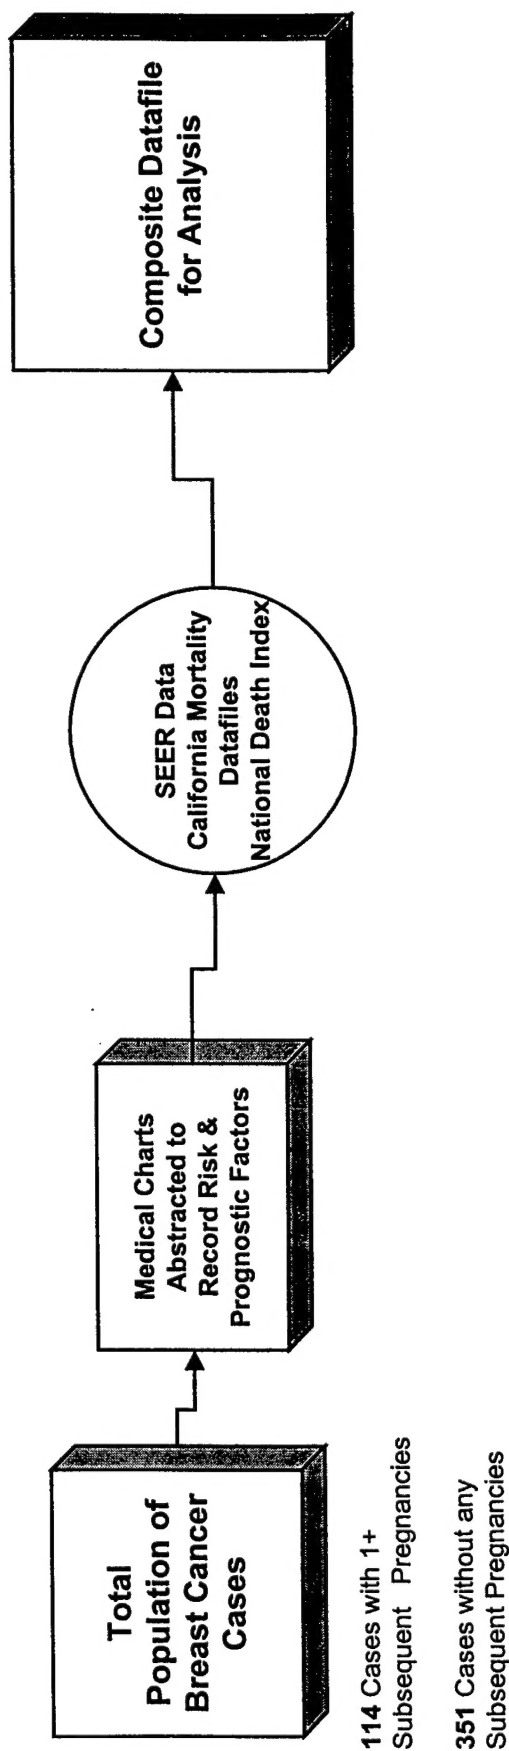 Total
Population of
Breast Cancer
Cases
114 Cases with 1+
Subsequent Pregnancies
351 Cases without any
Subsequent Pregnancies
Medical Charts
Abstracted to
Record Risk &
Prognostic Factors
SEER Data
California Mortality
Datafiles
National Death Index
Composite Datafile
for Analysis